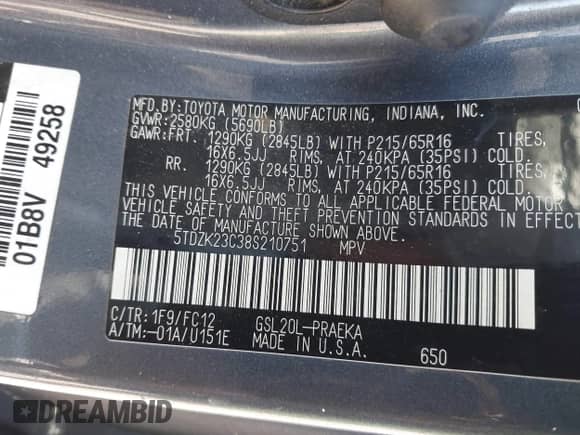 01B8V 49258
MFD.BY:TOYOTA MOTOR MANUFACTURING, INDIANA, INC.
GVWR:2580KG (5690LB)
GAWR:FRT. 1290KG (2845LB) WITH P215/65R16 TIRES,
16X6.5JJ RIMS, AT 240KPA (35PSI) COLD.
RR. 1290KG (2845LB) WITH P215/65R16 TIRES,
16X6.5JJ RIMS, AT 240KPA (35PSI) COLD.
THIS VEHICLE CONFORMS TO ALL APPLICABLE FEDERAL MOTOR
VEHICLE SAFETY AND THEFT PREVENTION STANDARDS IN EFFECT
THE DATE OF MANUFACTURE SHOWN ABOVE.
5TDZK23C38S210751 MPV
C/TR:1F9/FC12 GSL20L-PRAEKA
A/TM:-01A/U151E MADE IN U.S.A. 650
DREAMBID